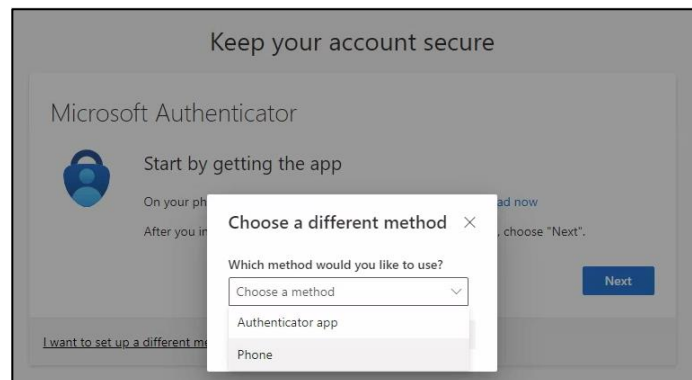 Keep your account secure
Microsoft Authenticator
Start by getting the app
On your ph
ad now
After you in
, choose "Next".
Choose a different method
Which method would you like to use?
Choose a method
Next
Authenticator app
I want to set up a different me
Phone